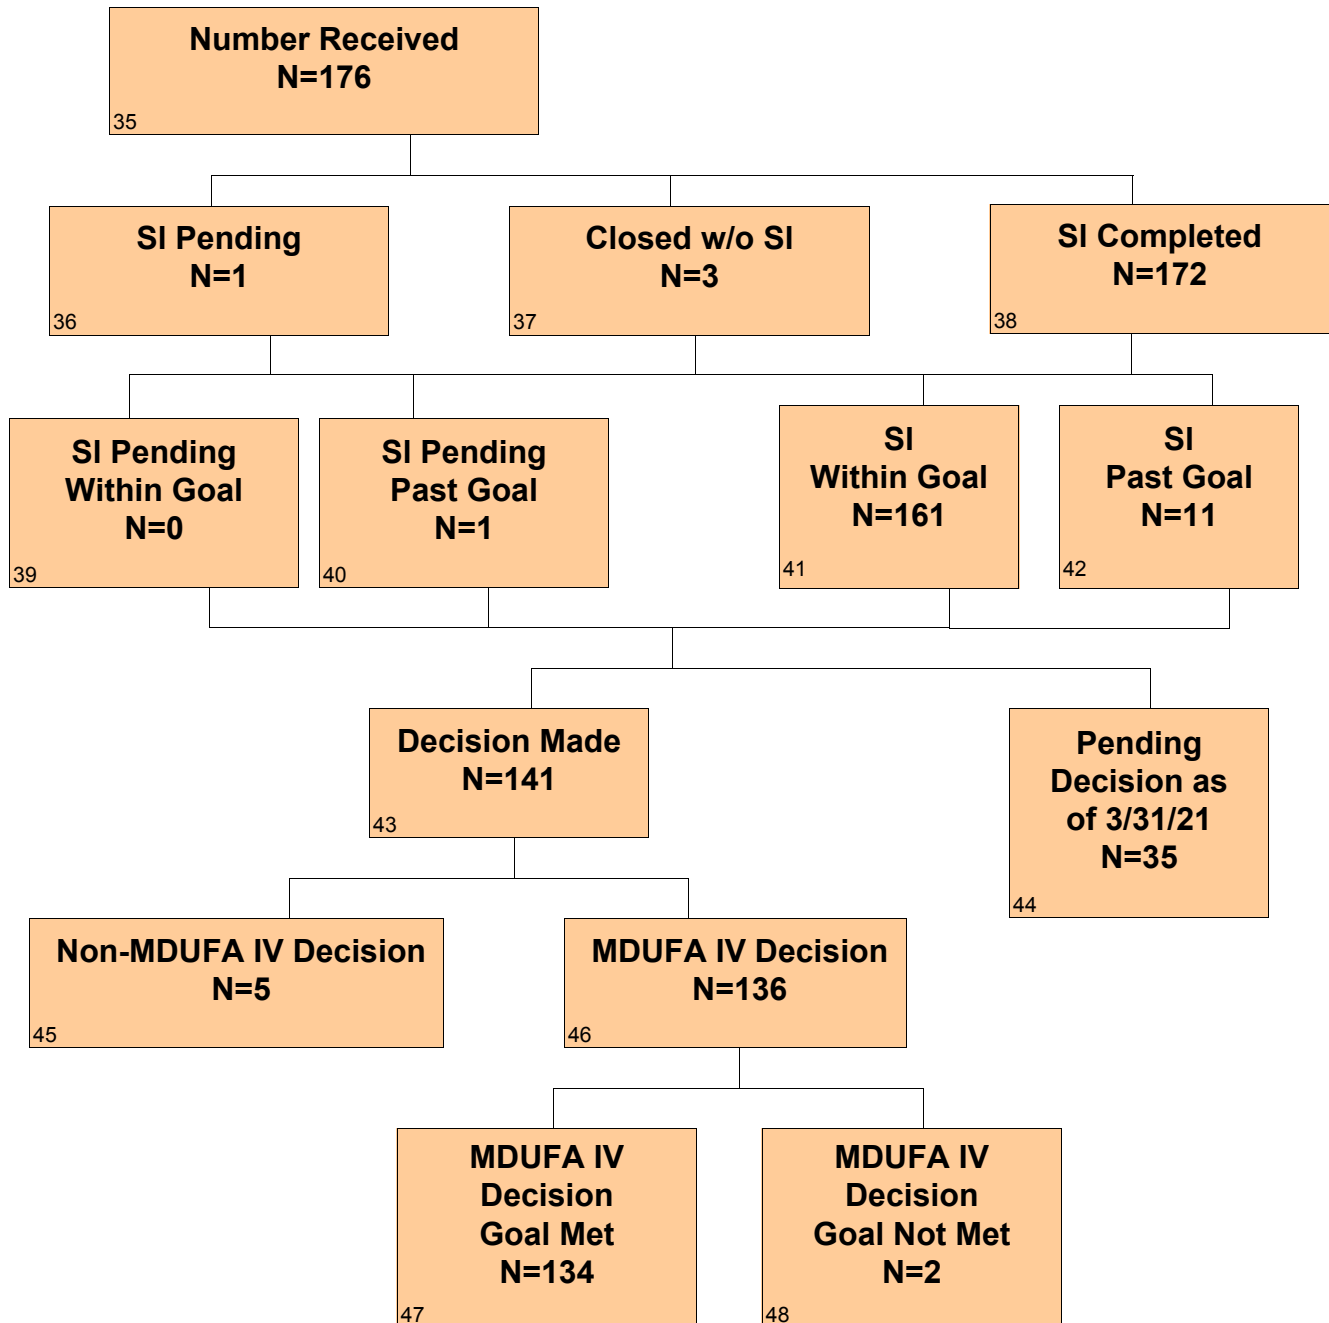 Number Received
N=176
35
SI Pending
N=1
36
Closed w/o SI
N=3
37
SI Completed
N=172
38
SI Pending
Within Goal
N=0
39
SI Pending
Past Goal
N=1
40
SI
Within Goal
N=161
41
SI
Past Goal
N=11
42
Decision Made
N=141
43
Pending
Decision as
of 3/31/21
N=35
44
Non-MDUFA IV Decision
N=5
45
MDUFA IV Decision
N=136
46
MDUFA IV
Decision
Goal Met
N=134
47
MDUFA IV
Decision
Goal Not Met
N=2
48